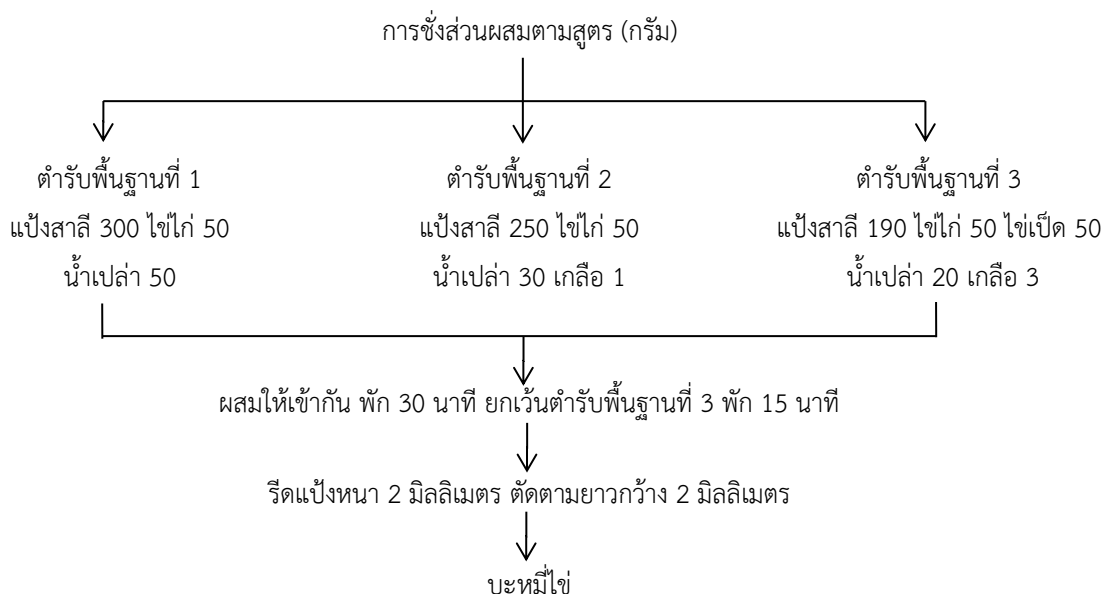 การชั่งส่วนผสมตามสูตร (กรัม)
ตำรับพื้นฐานที่ 1
แป้งสาลี 300 ไข่ไก่ 50
น้ำเปล่า 50
ตำรับพื้นฐานที่ 2
แป้งสาลี 250 ไข่ไก่ 50
น้ำเปล่า 30 เกลือ 1
ตำรับพื้นฐานที่ 3
แป้งสาลี 190 ไข่ไก่ 50 ไข่เป็ด 50
น้ำเปล่า 20 เกลือ 3
ผสมให้เข้ากัน พัก 30 นาที ยกเว้นตำรับพื้นฐานที่ 3 พัก 15 นาที
รีดแป้งหนา 2 มิลลิเมตร ตัดตามยาวกว้าง 2 มิลลิเมตร
บะหมี่ไข่